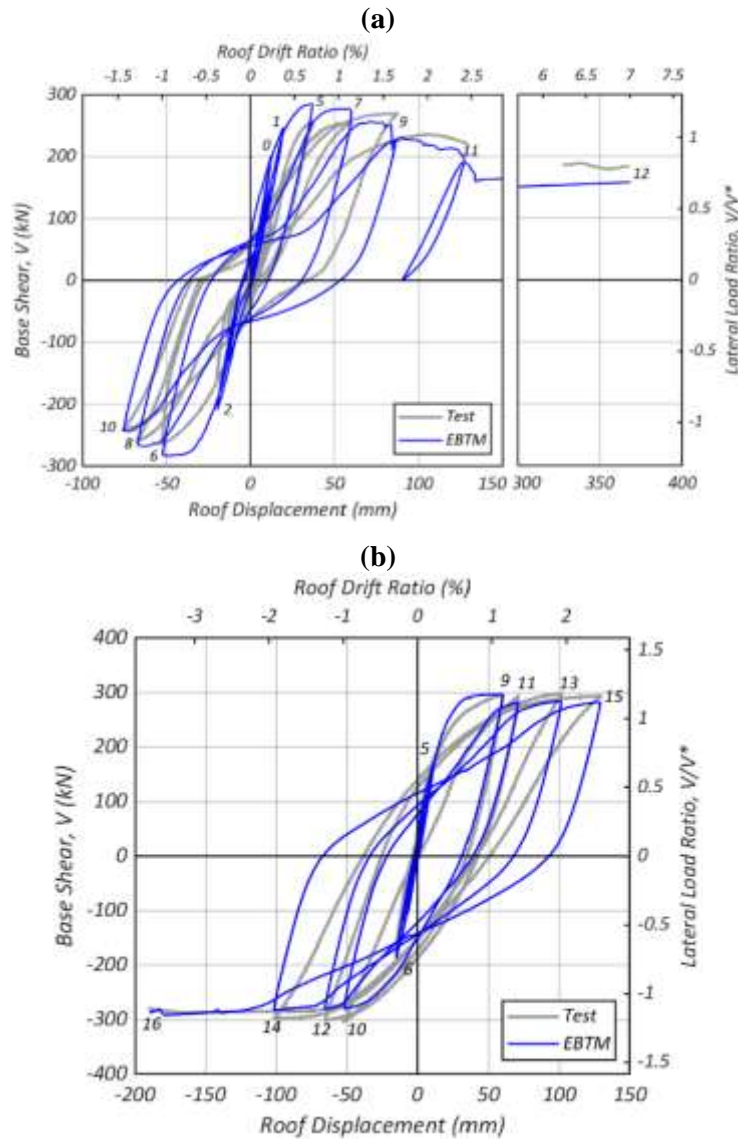 (a)
Roof Drift Ratio (%)
-1.5 -1 -0.5 0 0.5 1 1.5 2 2.5 6 6.5 7 7.5
300
200
100
0
-100
-200
-300
Base Shear, V (kN)
1
0.5
0
-0.5
-1
Lateral Load Ratio, V/V*
5
7
1
9
0
11
12
2
10
8
6
Test
EBTM
-100 -50 0 50 100 150 300 350 400
Roof Displacement (mm)
(b)
Roof Drift Ratio (%)
-3 -2 -1 0 1 2
400
300
200
100
0
-100
-200
-300
-400
Base Shear, V (kN)
1.5
1
0.5
0
-0.5
-1
-1.5
Lateral Load Ratio, V/V*
9 11 13
15
5
6
16
14 12 10
Test
EBTM
-200 -150 -100 -50 0 50 100 150
Roof Displacement (mm)